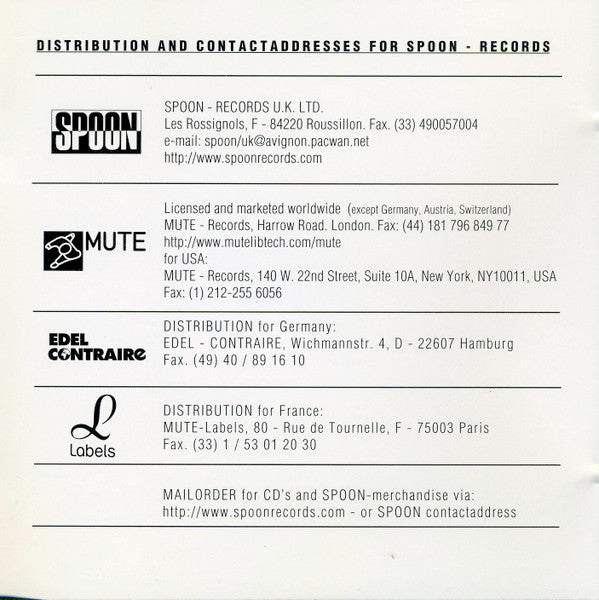 DISTRIBUTION AND CONTACTADDRESSES FOR SPOON - RECORDS
SPOON
SPOON - RECORDS U.K. LTD.
Les Rossignols, F - 84220 Roussillon. Fax. (33) 490057004
e-mail: spoon/uk@avignon.pacwan.net
http://www.spoonrecords.com
MUTE
Licensed and marketed worldwide (except Germany, Austria, Switzerland)
MUTE - Records, Harrow Road. London. Fax: (44) 181 796 849 77
http://www.mutelibtech.com/mute
for USA:
MUTE - Records, 140 W. 22nd Street, Suite 10A, New York, NY10011, USA
Fax: (1) 212-255 6056
EDEL
CONTRAIRE
DISTRIBUTION for Germany:
EDEL - CONTRAIRE, Wichmannstr. 4, D - 22607 Hamburg
Fax. (49) 40 / 89 16 10
L
Labels
DISTRIBUTION for France:
MUTE-Labels, 80 - Rue de Tournelle, F - 75003 Paris
Fax. (33) 1 / 53 01 20 30
MAILORDER for CD's and SPOON-merchandise via:
http://www.spoonrecords.com - or SPOON contactaddress